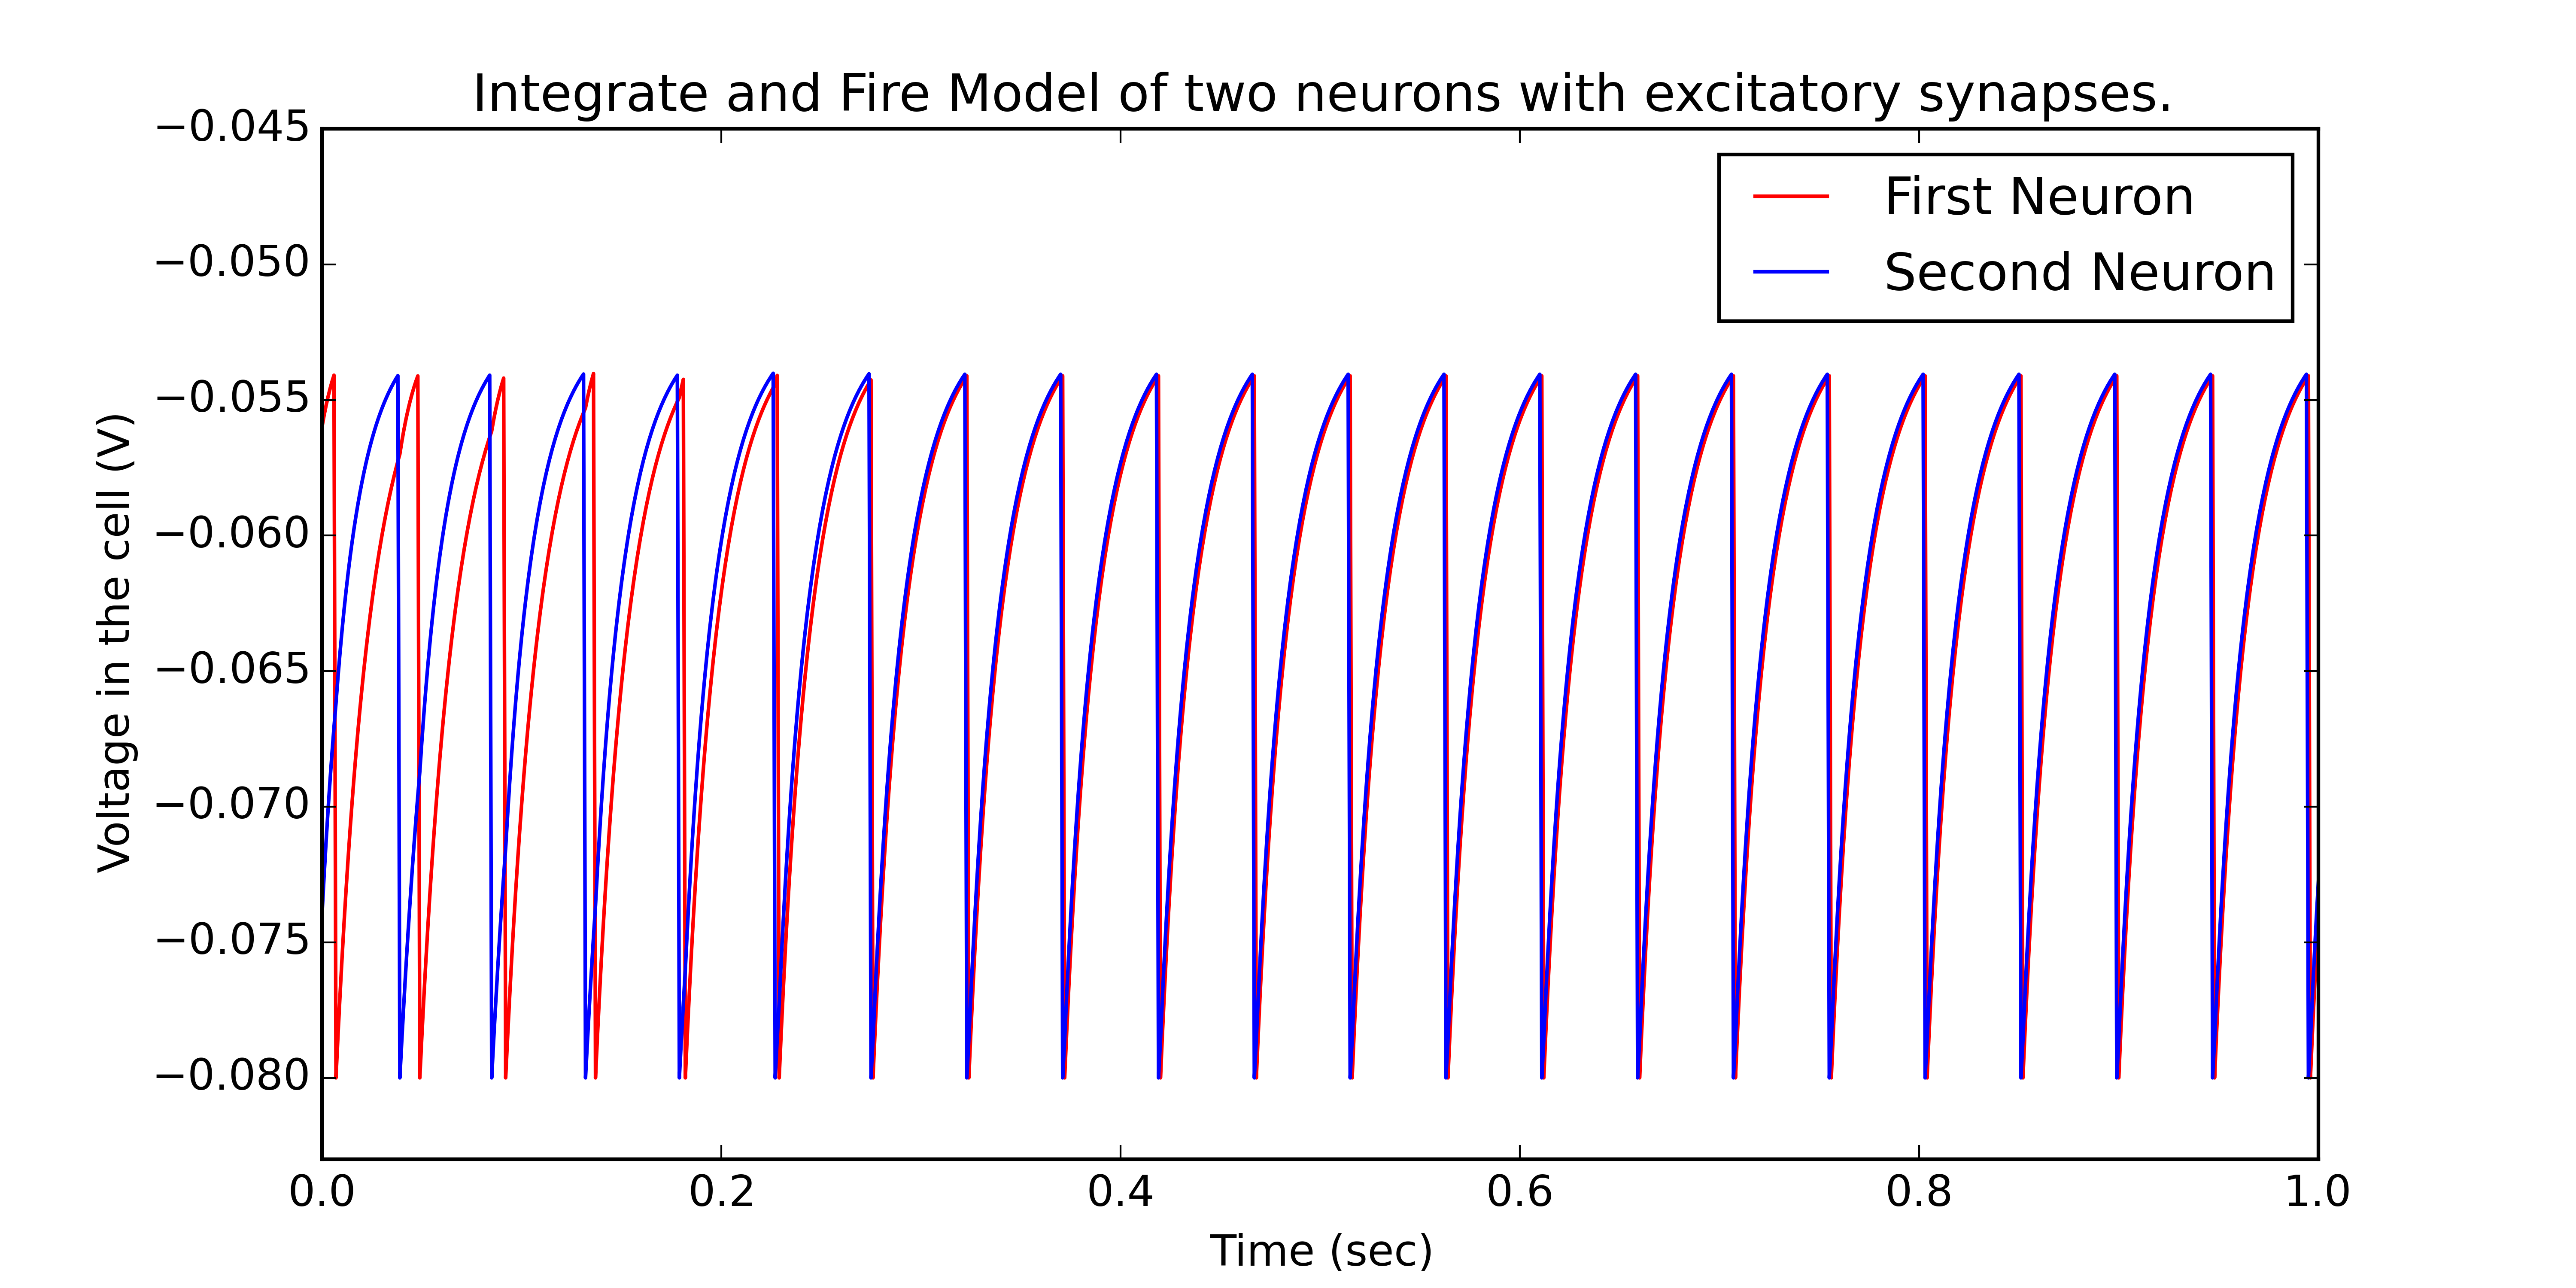 Integrate and Fire Model of two neurons with excitatory synapses.
−0.045
First Neuron
−0.050
Second Neuron
−0.055
−0.060
Voltage in the cell (V)
−0.065
−0.070
−0.075
−0.080
0.0 0.2 0.4 0.6 0.8 1.0
Time (sec)